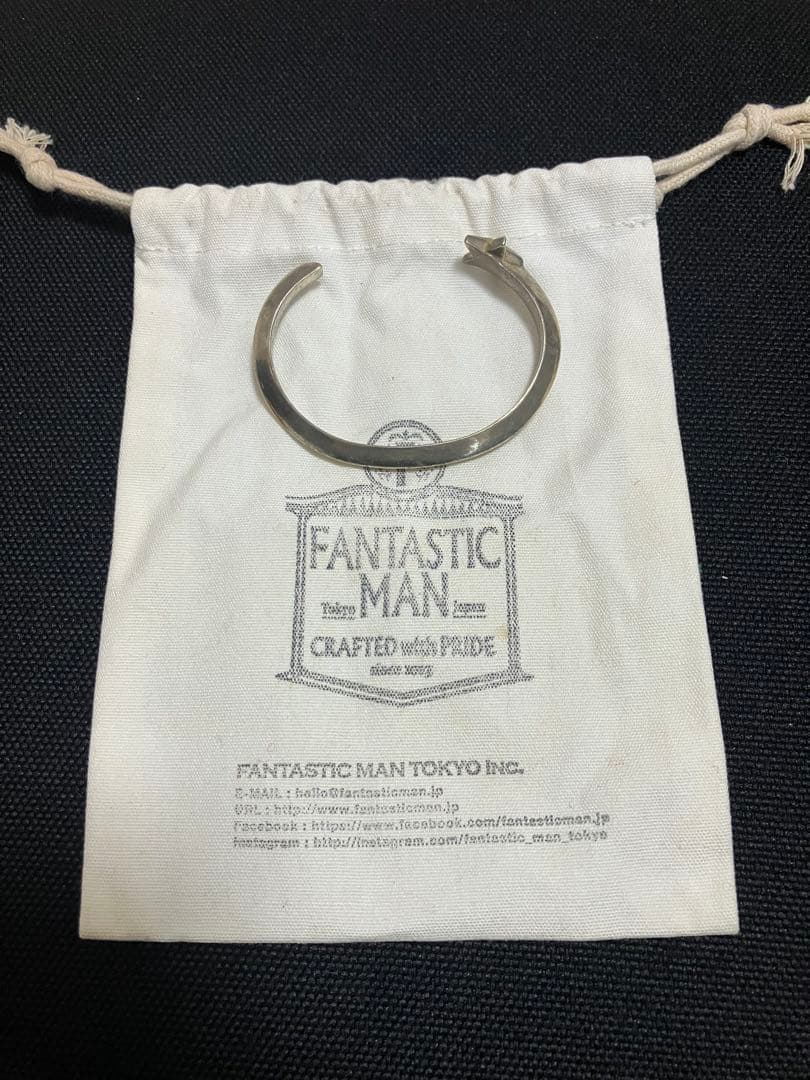 FANTASTIC
Tokyo MAN Japan
CRAFTED with PRIDE
FANTASTIC MAN TOKYO INC.
E-MAIL : hello@fantasticman.jp
URL : http://www.fantasticman.jp
Facebook : https://www.facebook.com/fantasticman.jp
Instagram : http://instagram.com/fantastic_man_tokyo